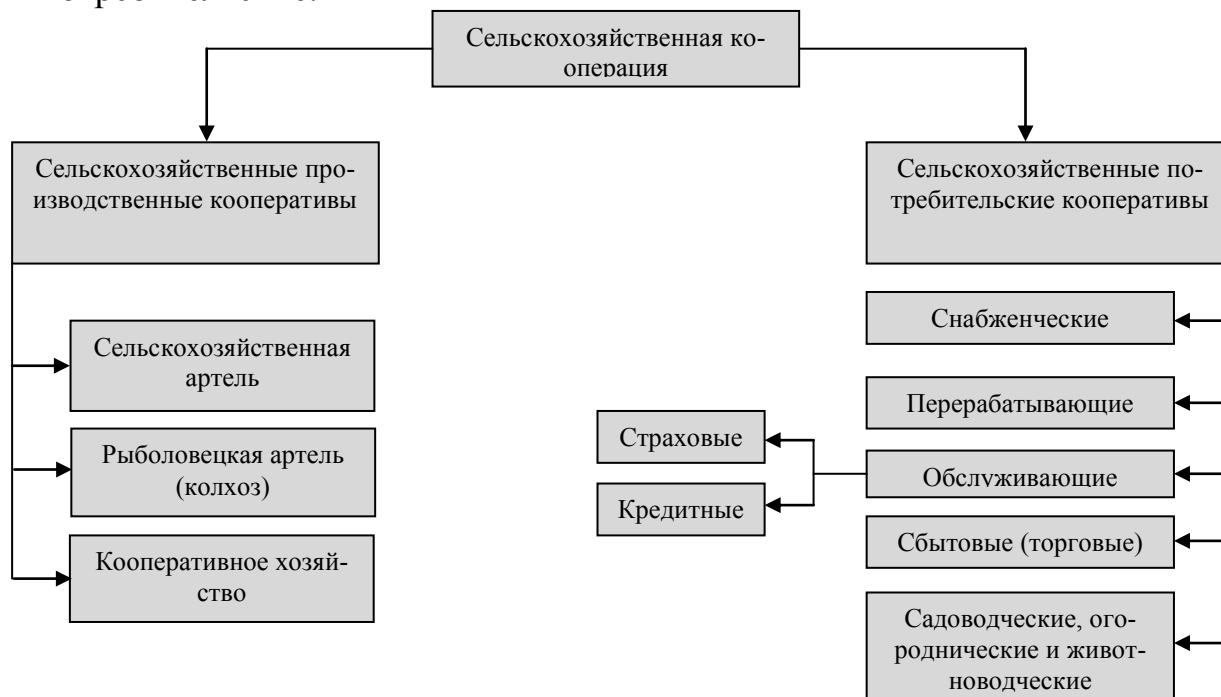 Сельскохозяйственная ко-
операция
Сельскохозяйственные про-
изводственные кооперативы
Сельскохозяйственные по-
требительские кооперативы
Снабженческие
Сельскохозяйственная
артель
Перерабатывающие
Страховые
Рыболовецкая артель
(колхоз)
Обслуживающие
Кредитные
Сбытовые (торговые)
Кооперативное хозяй-
ство
Садоводческие, ого-
роднические и живот-
новодческие